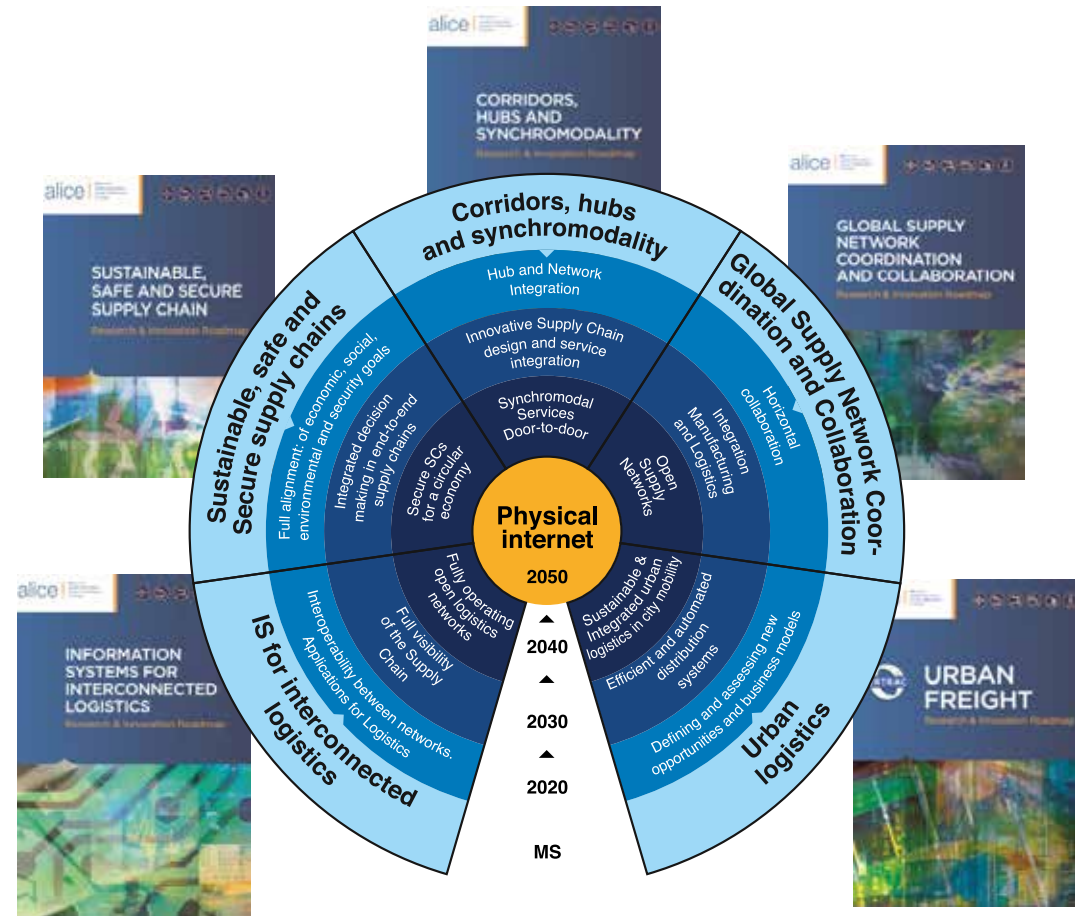 alice
CORRIDORS,
HUBS AND
SYNCHROMODALITY
Research & Innovation Roadmap
alice
SUSTAINABLE,
SAFE AND SECURE
SUPPLY CHAIN
Research & Innovation Roadmap
alice
GLOBAL SUPPLY
NETWORK
COORDINATION
AND COLLABORATION
Research & Innovation Roadmap
alice
INFORMATION
SYSTEMS FOR
INTERCONNECTED
LOGISTICS
Research & Innovation Roadmap
URBAN
FREIGHT
Research & Innovation Roadmap
Corridors, hubs
and synchromodality
Hub and Network
Integration
Innovative Supply Chain
design and service
integration
Synchromodal
Services
Door-to-door
Sustainable, safe and
Secure supply chains
Full alignment: of economic, social,
environmental and security goals
Integrated decision
making in end-to-end
supply chains
Secure SCs
for a circular
economy
Global Supply Network Coor-
dination and Collaboration
Horizontal
collaboration
Integration
Manufacturing
and Logistics
Open
Supply
Networks
IS for interconnected
logistics
Interoperability between networks.
Applications for Logistics
Full visibility
of the Supply
Chain
Fully operating
open logistics
networks
Urban
logistics
Defining and assessing new
opportunities and business models
Efficient and automated
distribution
systems
Sustainable &
Integrated urban
logistics in city mobility
Physical
internet
2050
2040
2030
2020
MS